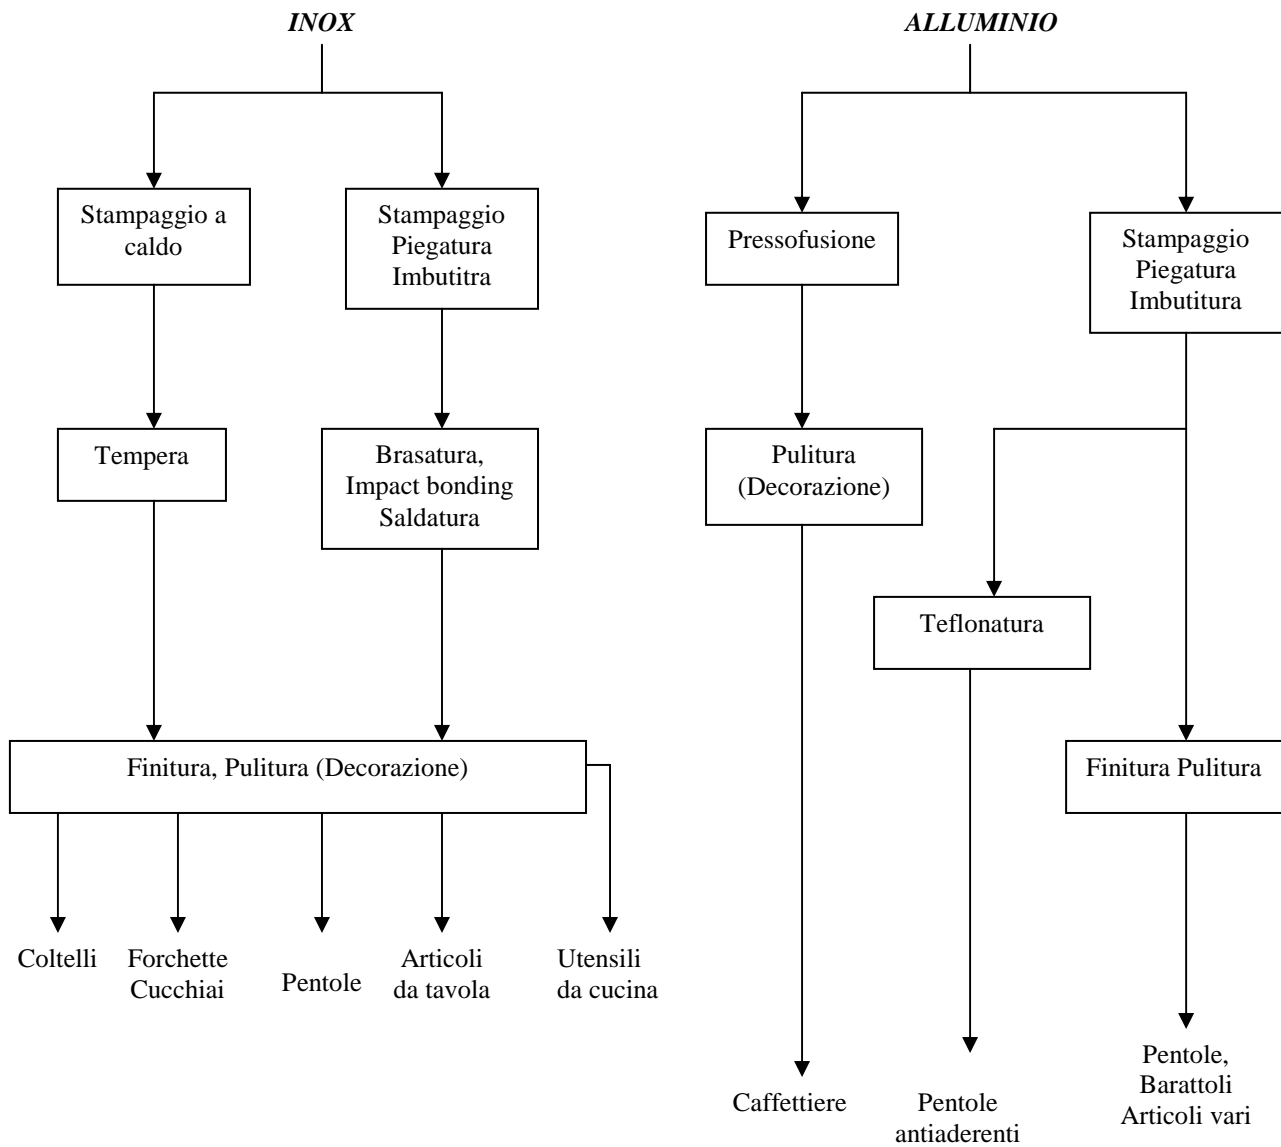 INOX
ALLUMINIO
Stampaggio a
caldo
Stampaggio
Piegatura
Imbutitra
Pressofusione
Stampaggio
Piegatura
Imbutitura
Tempera
Brasatura,
Impact bonding
Saldatura
Pulitura
(Decorazione)
Teflonatura
Finitura, Pulitura (Decorazione)
Finitura Pulitura
Coltelli
Forchette
Cucchiai
Pentole
Articoli
da tavola
Utensili
da cucina
Caffettiere
Pentole
antiaderenti
Pentole,
Barattoli
Articoli vari